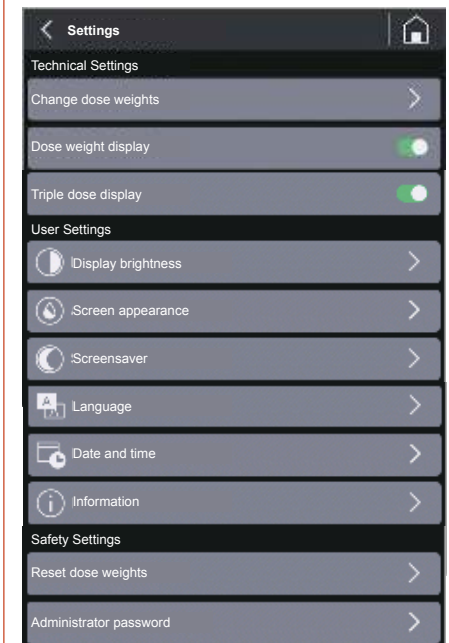 Settings
Technical Settings
Change dose weights
Dose weight display
Triple dose display
User Settings
Display brightness
Screen appearance
Screensaver
A
Language
Date and time
i
Information
Safety Settings
Reset dose weights
Administrator password